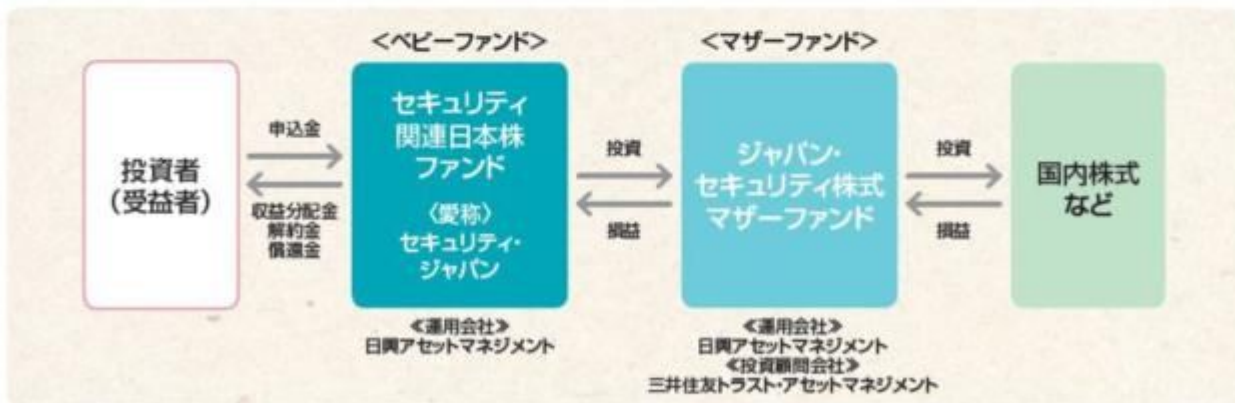 <ベビーファンド>
<マザーファンド>
投資者
(受益者)
申込金
収益分配金
解約金
償還金
セキュリティ
関連日本株
ファンド
〈愛称〉
セキュリティ・
ジャパン
投資
損益
ジャパン・
セキュリティ株式
マザーファンド
投資
損益
国内株式
など
≪運用会社≫
日興アセットマネジメント
≪運用会社≫
日興アセットマネジメント
≪投資顧問会社≫
三井住友トラスト・アセットマネジメント